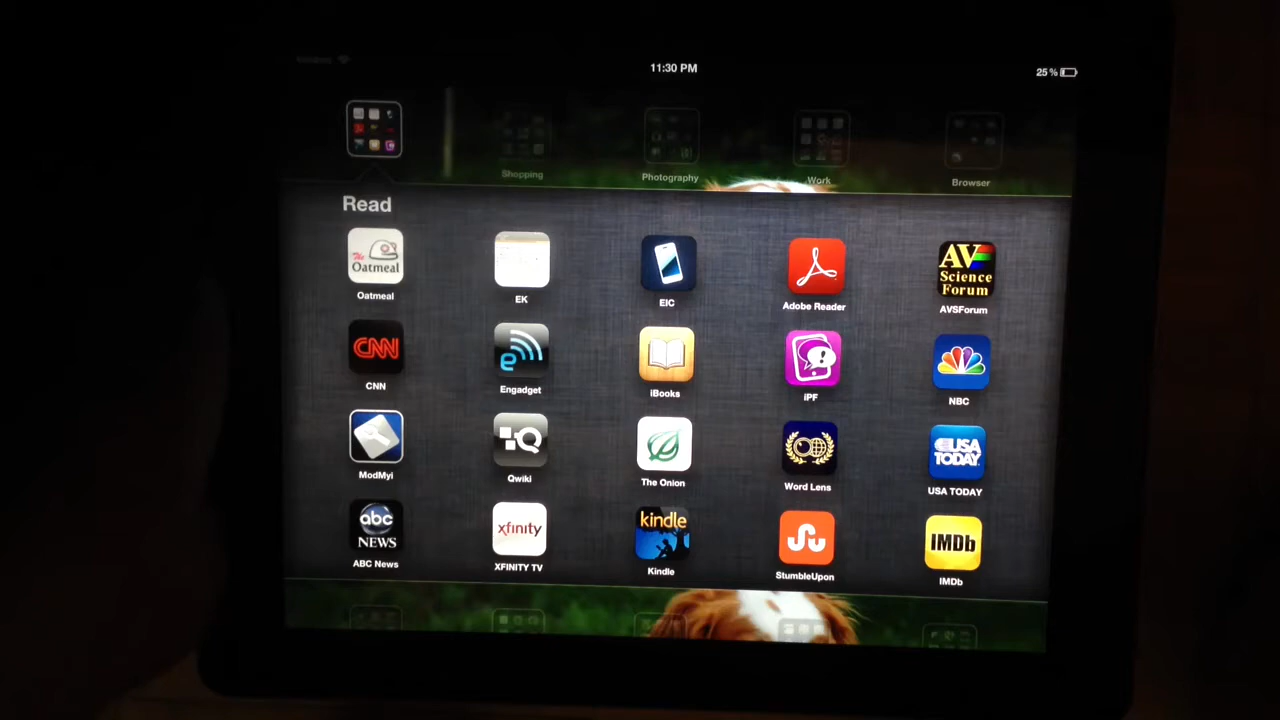 11:30 PM
25%
Shopping
Photography
Work
Browser
Read
The
Oatmeal
AV
Science
Forum
Oatmeal
EK
EIC
Adobe Reader
AVSForum
CNN
e
CNN
Engadget
iBooks
iPF
NBC
USA
TODAY
ModMyi
Qwiki
The Onion
Word Lens
USA TODAY
abc
NEWS
xfinity
kindle
IMDb
ABC News
XFINITY TV
Kindle
StumbleUpon
IMDb